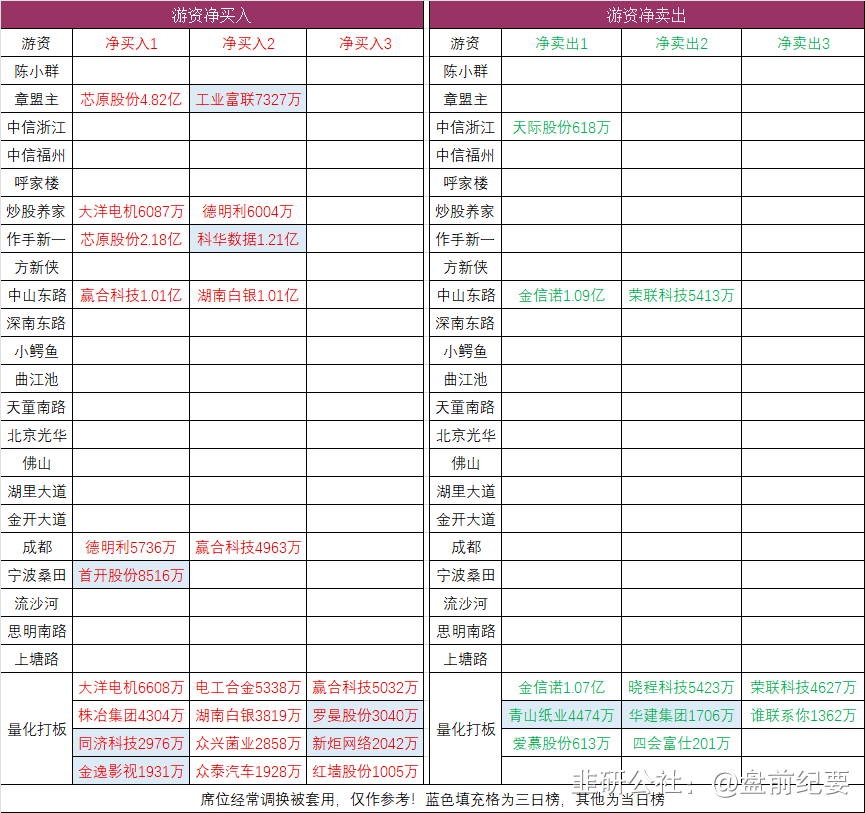 游资净买入 游资净卖出
游资 净买入1 净买入2 净买入3 游资 净卖出1 净卖出2 净卖出3
陈小群 陈小群
章盟主 芯原股份4.82亿 工业富联7327万 章盟主
中信浙江 中信浙江 天际股份618万
中信福州 中信福州
呼家楼 呼家楼
炒股养家 大洋电机6087万 德明利6004万 炒股养家
作手新一 芯原股份2.18亿 科华数据1.21亿 作手新一
方新侠 方新侠
中山东路 赢合科技1.01亿 湖南白银1.01亿 中山东路 金信诺1.09亿 荣联科技5413万
深南东路 深南东路
小鳄鱼 小鳄鱼
曲江池 曲江池
天童南路 天童南路
北京光华 北京光华
佛山 佛山
湖里大道 湖里大道
金开大道 金开大道
成都 德明利5736万 赢合科技4963万 成都
宁波桑田 首开股份8516万 宁波桑田
流沙河 流沙河
思明南路 思明南路
上塘路 上塘路
量化打板 大洋电机6608万 电工合金5338万 赢合科技5032万 量化打板 金信诺1.07亿 晓程科技5423万 荣联科技4627万
株冶集团4304万 湖南白银3819万 罗曼股份3040万 青山纸业4474万 华建集团1706万 谁联系你1362万
同济科技2976万 众兴菌业2858万 新炬网络2042万 爱慕股份613万 四会富仕201万
金逸影视1931万 众泰汽车1928万 红墙股份1005万
席位经常调换被套用，仅作参考！蓝色填充格为三日榜，其他为当日榜
韭研公社：@盘前纪要